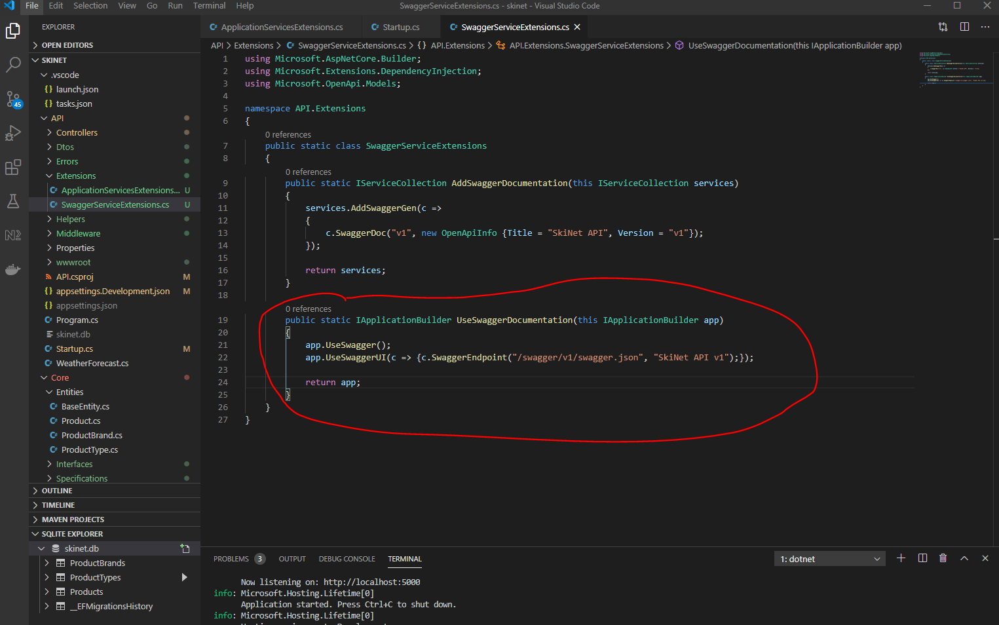 File Edit Selection View Go Run Terminal Help SwaggerServiceExtensions.cs - skinet - Visual Studio Code
EXPLORER
OPEN EDITORS
SKINET
.vscode
{} launch.json
{} tasks.json
API
Controllers
Dtos
Errors
Extensions
C# ApplicationServicesExtensions... U
C# SwaggerServiceExtensions.cs U
Helpers
Middleware
Properties
wwwroot
API.csproj M
{} appsettings.Development.json M
{} appsettings.json
C# Program.cs
skinet.db
C# Startup.cs M
C# WeatherForecast.cs
Core
Entities
C# BaseEntity.cs
C# Product.cs
C# ProductBrand.cs
C# ProductType.cs
Interfaces
Specifications
OUTLINE
TIMELINE
MAVEN PROJECTS
SQLITE EXPLORER
skinet.db
ProductBrands
ProductTypes
Products
__EFMigrationsHistory
45
C# ApplicationServicesExtensions.cs C# Startup.cs C# SwaggerServiceExtensions.cs
API > Extensions > C# SwaggerServiceExtensions.cs > {} API.Extensions > API.Extensions.SwaggerServiceExtensions > UseSwaggerDocumentation(this IApplicationBuilder app)
1 using Microsoft.AspNetCore.Builder;
2 using Microsoft.Extensions.DependencyInjection;
3 using Microsoft.OpenApi.Models;
4
5 namespace API.Extensions
6 {
0 references
7 public static class SwaggerServiceExtensions
8 {
0 references
9 public static IServiceCollection AddSwaggerDocumentation(this IServiceCollection services)
10 {
11 services.AddSwaggerGen(c =>
12 {
13 c.SwaggerDoc("v1", new OpenApiInfo {Title = "SkiNet API", Version = "v1"});
14 });
15
16 return services;
17 }
18
0 references
19 public static IApplicationBuilder UseSwaggerDocumentation(this IApplicationBuilder app)
20 {
21 app.UseSwagger();
22 app.UseSwaggerUI(c => {c.SwaggerEndpoint("/swagger/v1/swagger.json", "SkiNet API v1");});
23
24 return app;
25 }
26 }
27 }
PROBLEMS 3 OUTPUT DEBUG CONSOLE TERMINAL 1: dotnet
Now listening on: http://localhost:5000
info: Microsoft.Hosting.Lifetime[0]
Application started. Press Ctrl+C to shut down.
info: Microsoft.Hosting.Lifetime[0]